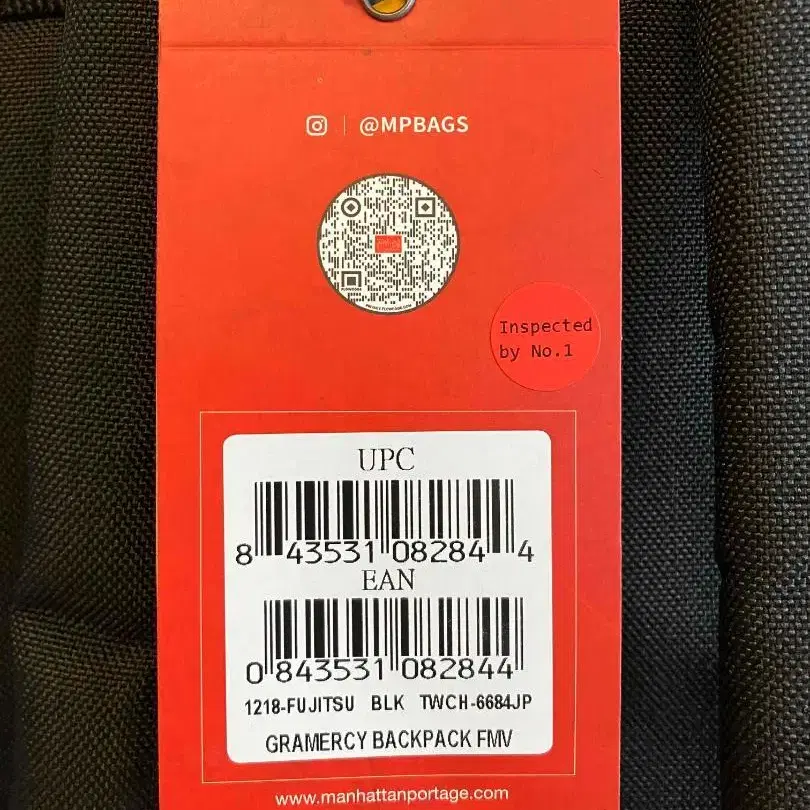 @MPBAGS
Inspected
by No.1
UPC
8 43531 08284 4
EAN
0 843531 082844
1218-FUJITSU BLK TWCH-6684JP
GRAMERCY BACKPACK FMV
www.manhattanportage.com